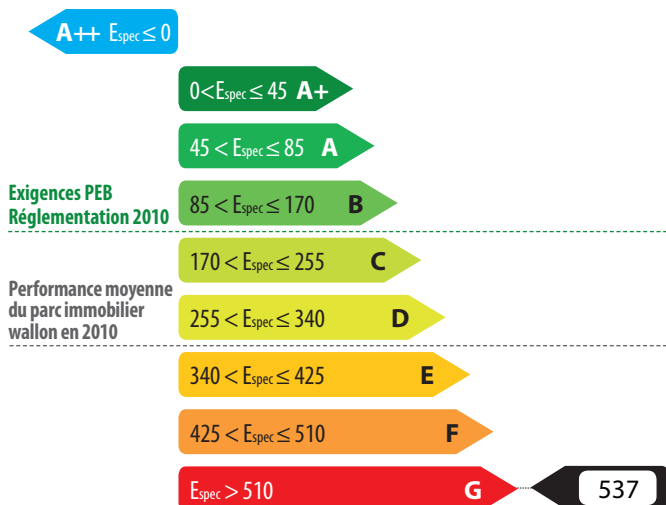 A++ Espec ≤ 0
0<Espec ≤ 45 A+
45 < Espec ≤ 85 A
Exigences PEB
Réglementation 2010
85 < Espec ≤ 170 B
170 < Espec ≤ 255 C
Performance moyenne
du parc immobilier
wallon en 2010
255 < Espec ≤ 340 D
340 < Espec ≤ 425 E
425 < Espec ≤ 510 F
Espec > 510 G 537